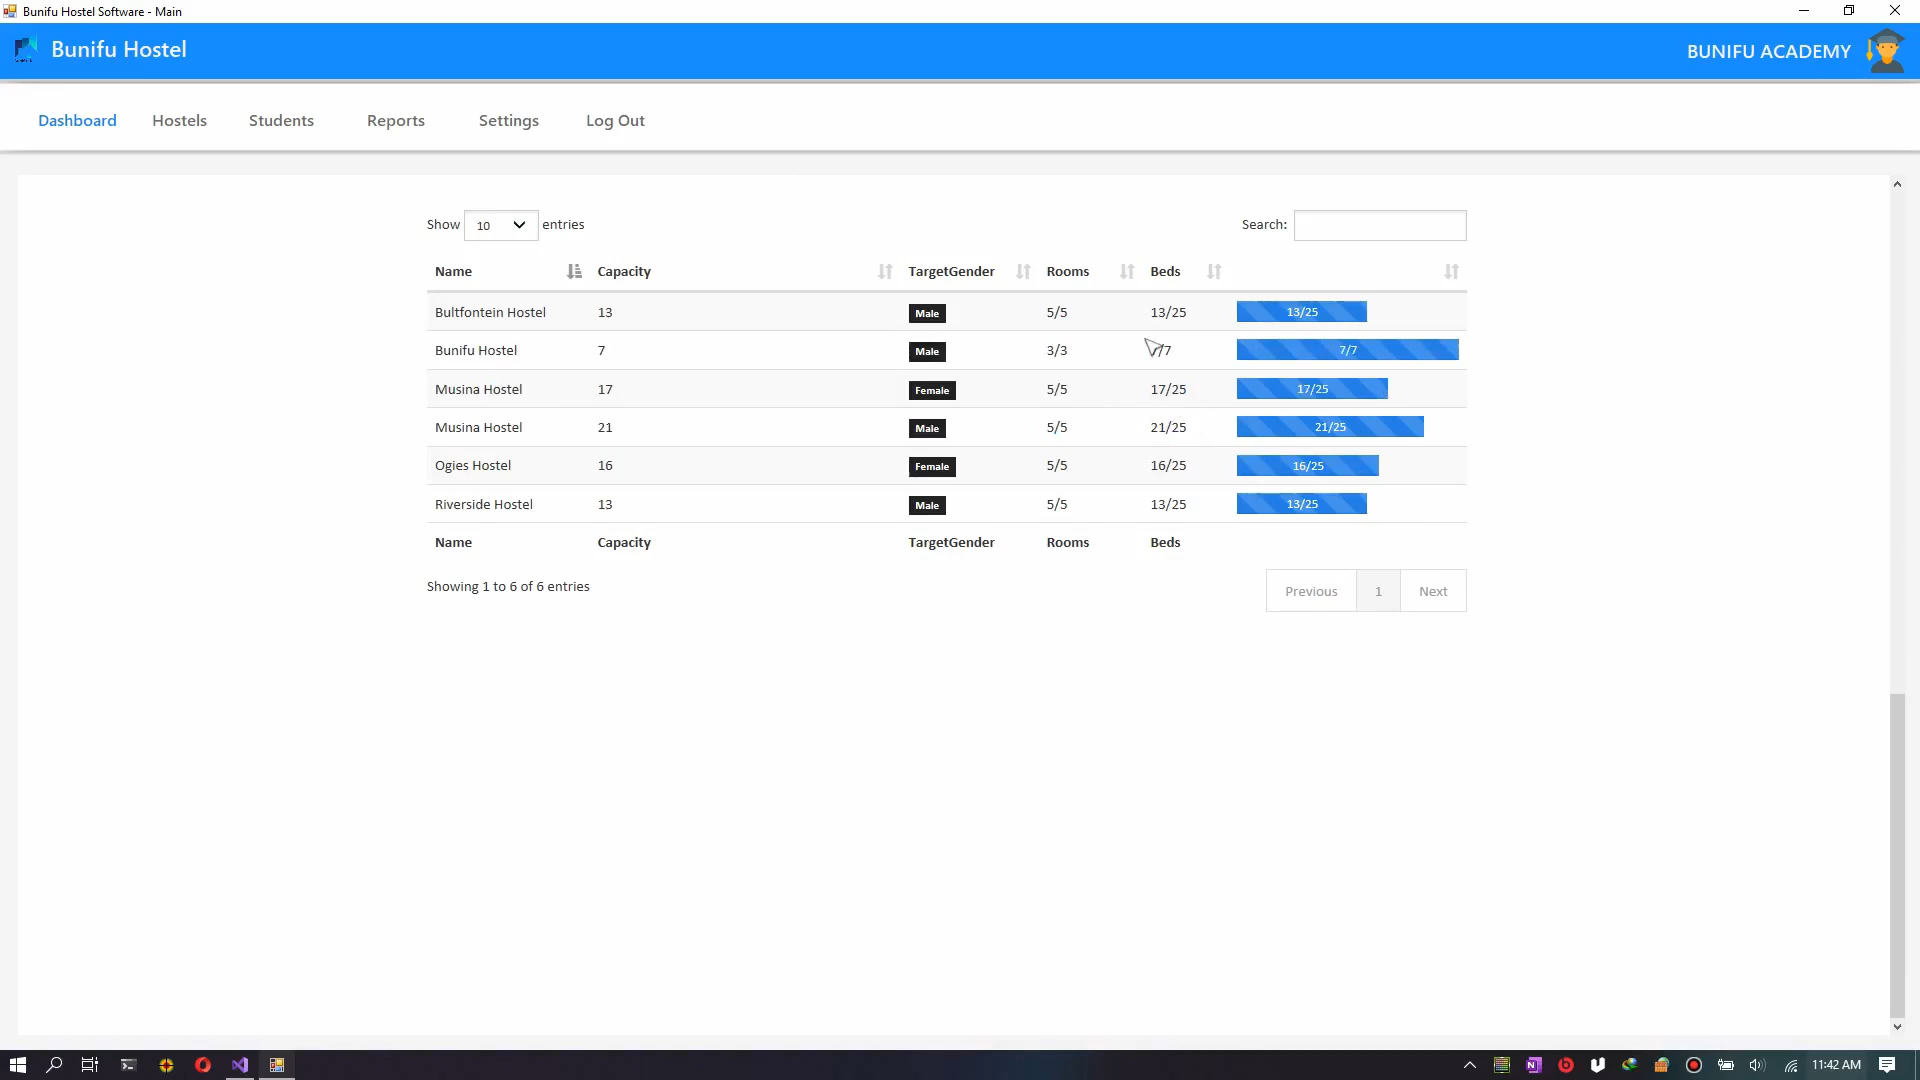 Bunifu Hostel Software - Main
Bunifu Hostel
BUNIFU ACADEMY
Dashboard Hostels Students Reports Settings Log Out
Show 10 entries Search:
Name Capacity TargetGender Rooms Beds
Bultfontein Hostel 13 Male 5/5 13/25 13/25
Bunifu Hostel 7 Male 3/3 7/7
Musina Hostel 17 Female 5/5 17/25 17/25
Musina Hostel 21 Male 5/5 21/25 21/25
Ogies Hostel 16 Female 5/5 16/25 16/25
Riverside Hostel 13 Male 5/5 13/25 13/25
Name Capacity TargetGender Rooms Beds
Showing 1 to 6 of 6 entries Previous 1 Next
11:42 AM